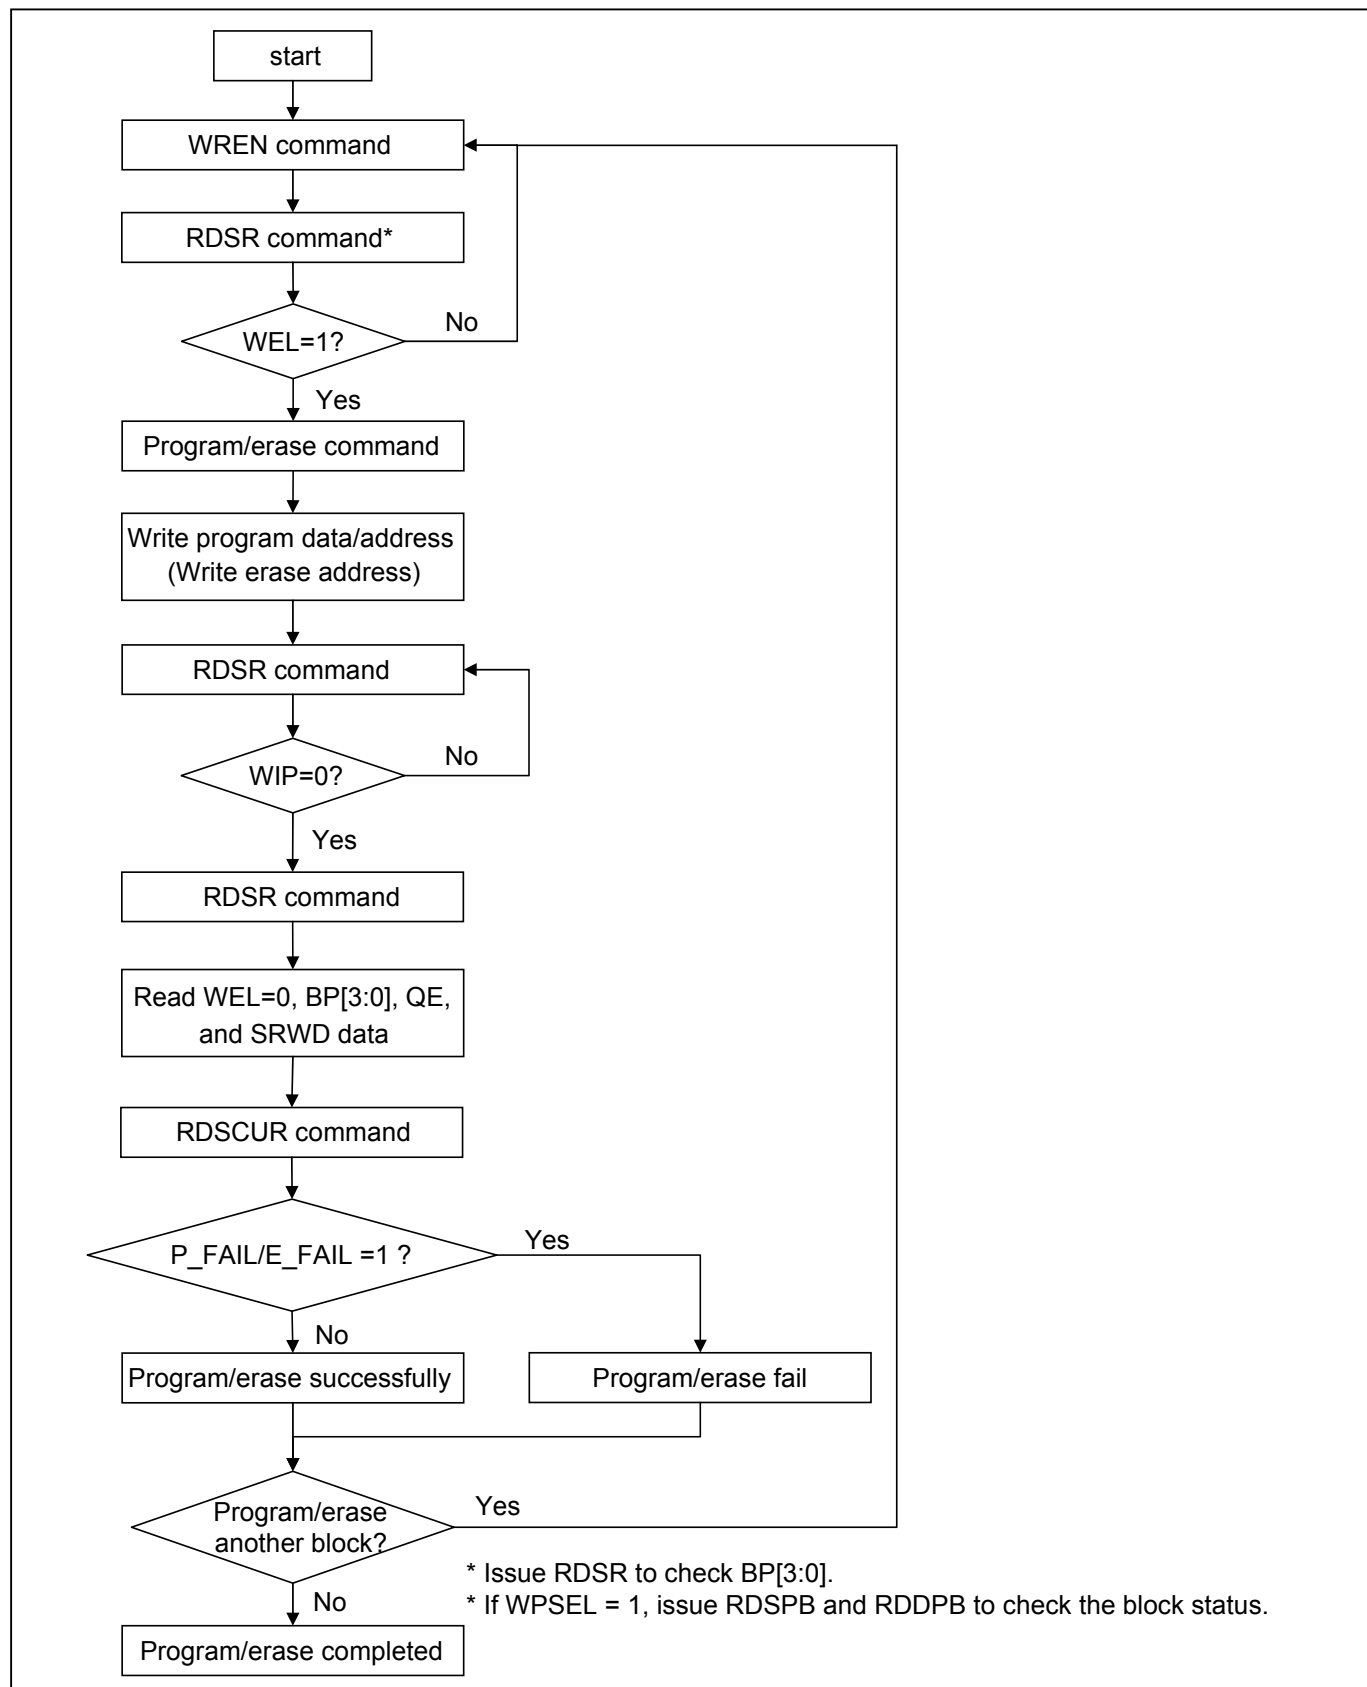 start
WREN command
RDSR command*
WEL=1?
No
Yes
Program/erase command
Write program data/address
(Write erase address)
RDSR command
WIP=0?
No
Yes
RDSR command
Read WEL=0, BP[3:0], QE,
and SRWD data
RDSCUR command
P_FAIL/E_FAIL =1 ?
Yes
No
Program/erase successfully
Program/erase fail
Program/erase
another block?
Yes
No
* Issue RDSR to check BP[3:0].
* If WPSEL = 1, issue RDSPB and RDDPB to check the block status.
Program/erase completed